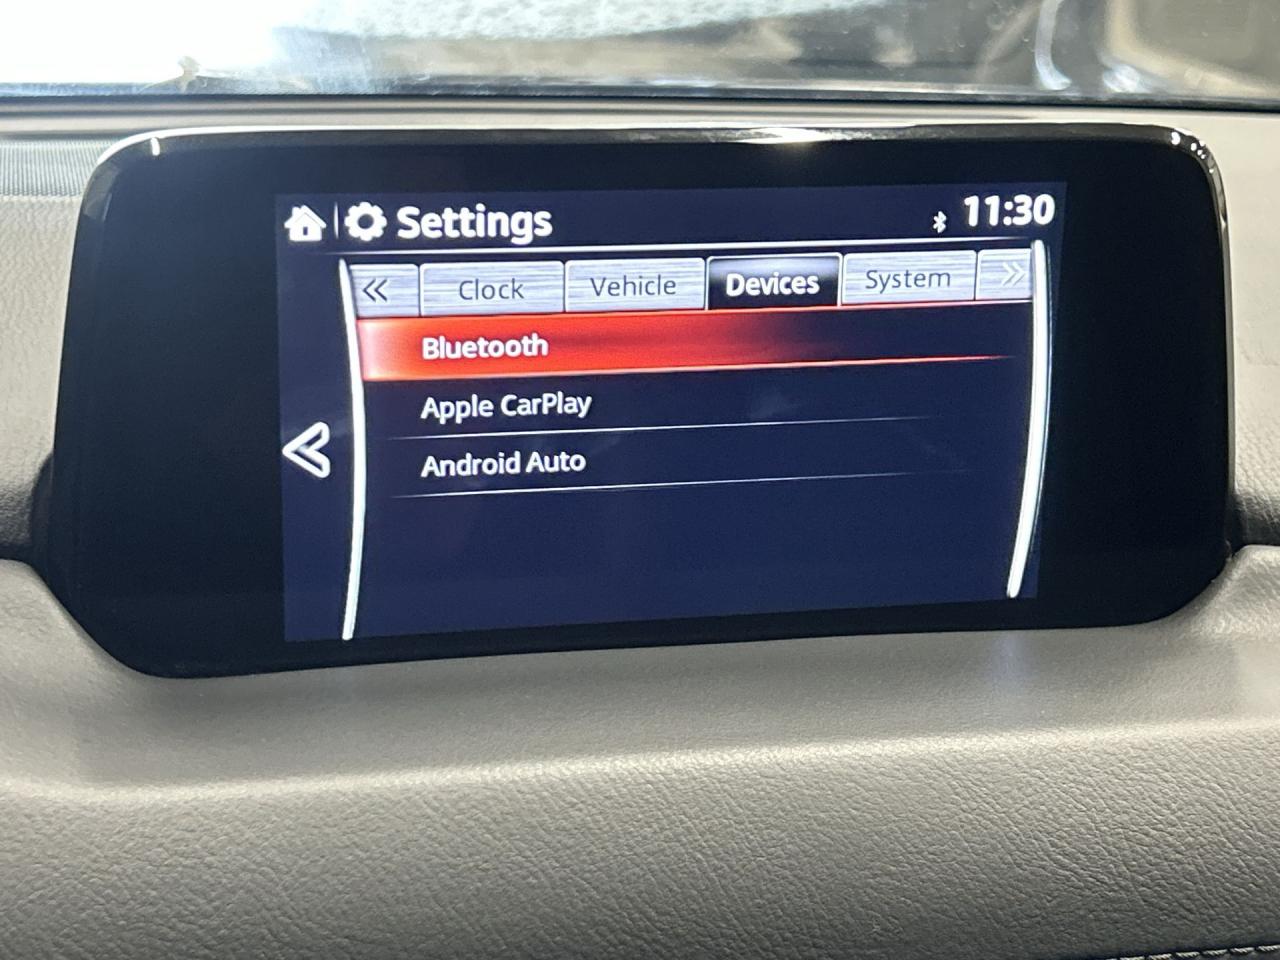 Settings 11:30
Clock Vehicle Devices System
Bluetooth
Apple CarPlay
Android Auto